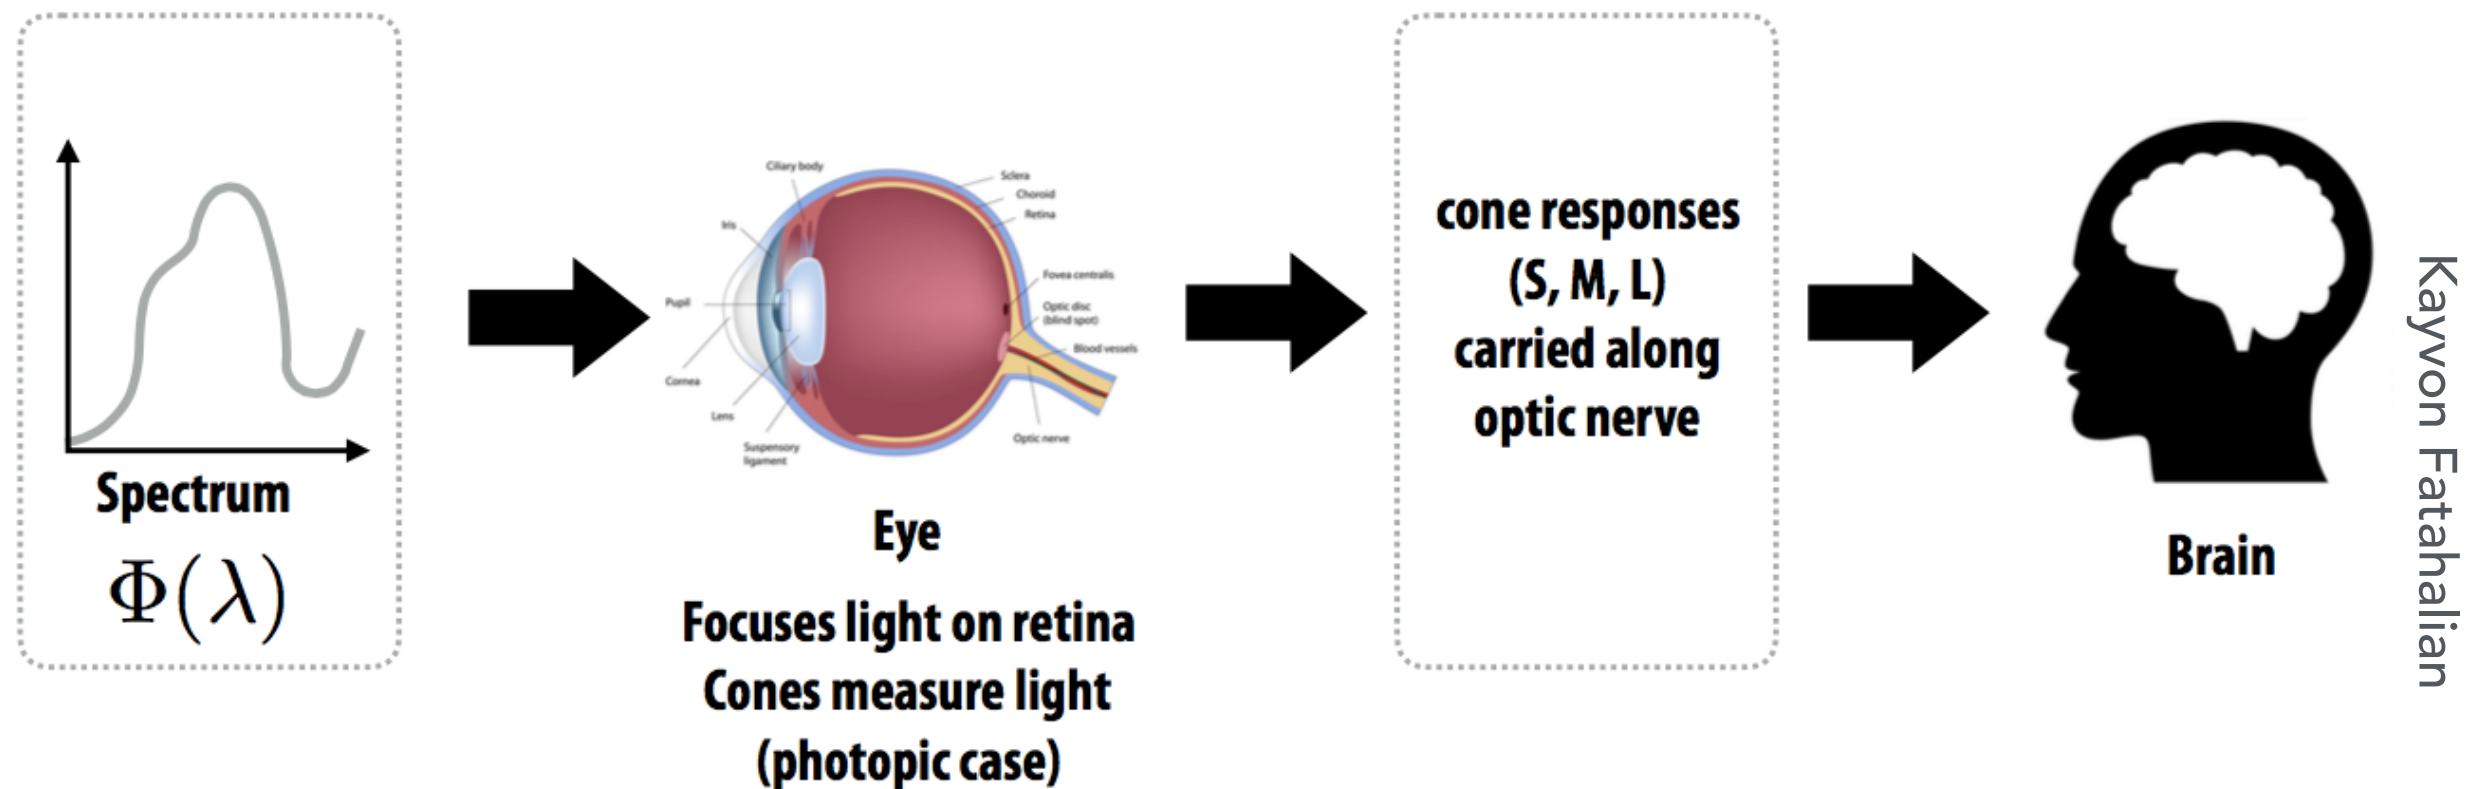 Spectrum
Φ(λ)
Ciliary body
Iris
Pupil
Cornea
Lens
Suspensory
ligament
Sclera
Choroid
Retina
Fovea centralis
Optic disc
(blind spot)
Blood vessels
Optic nerve
Eye
Focuses light on retina
Cones measure light
(photopic case)
cone responses
(S, M, L)
carried along
optic nerve
Brain
Kayvon Fatahalian